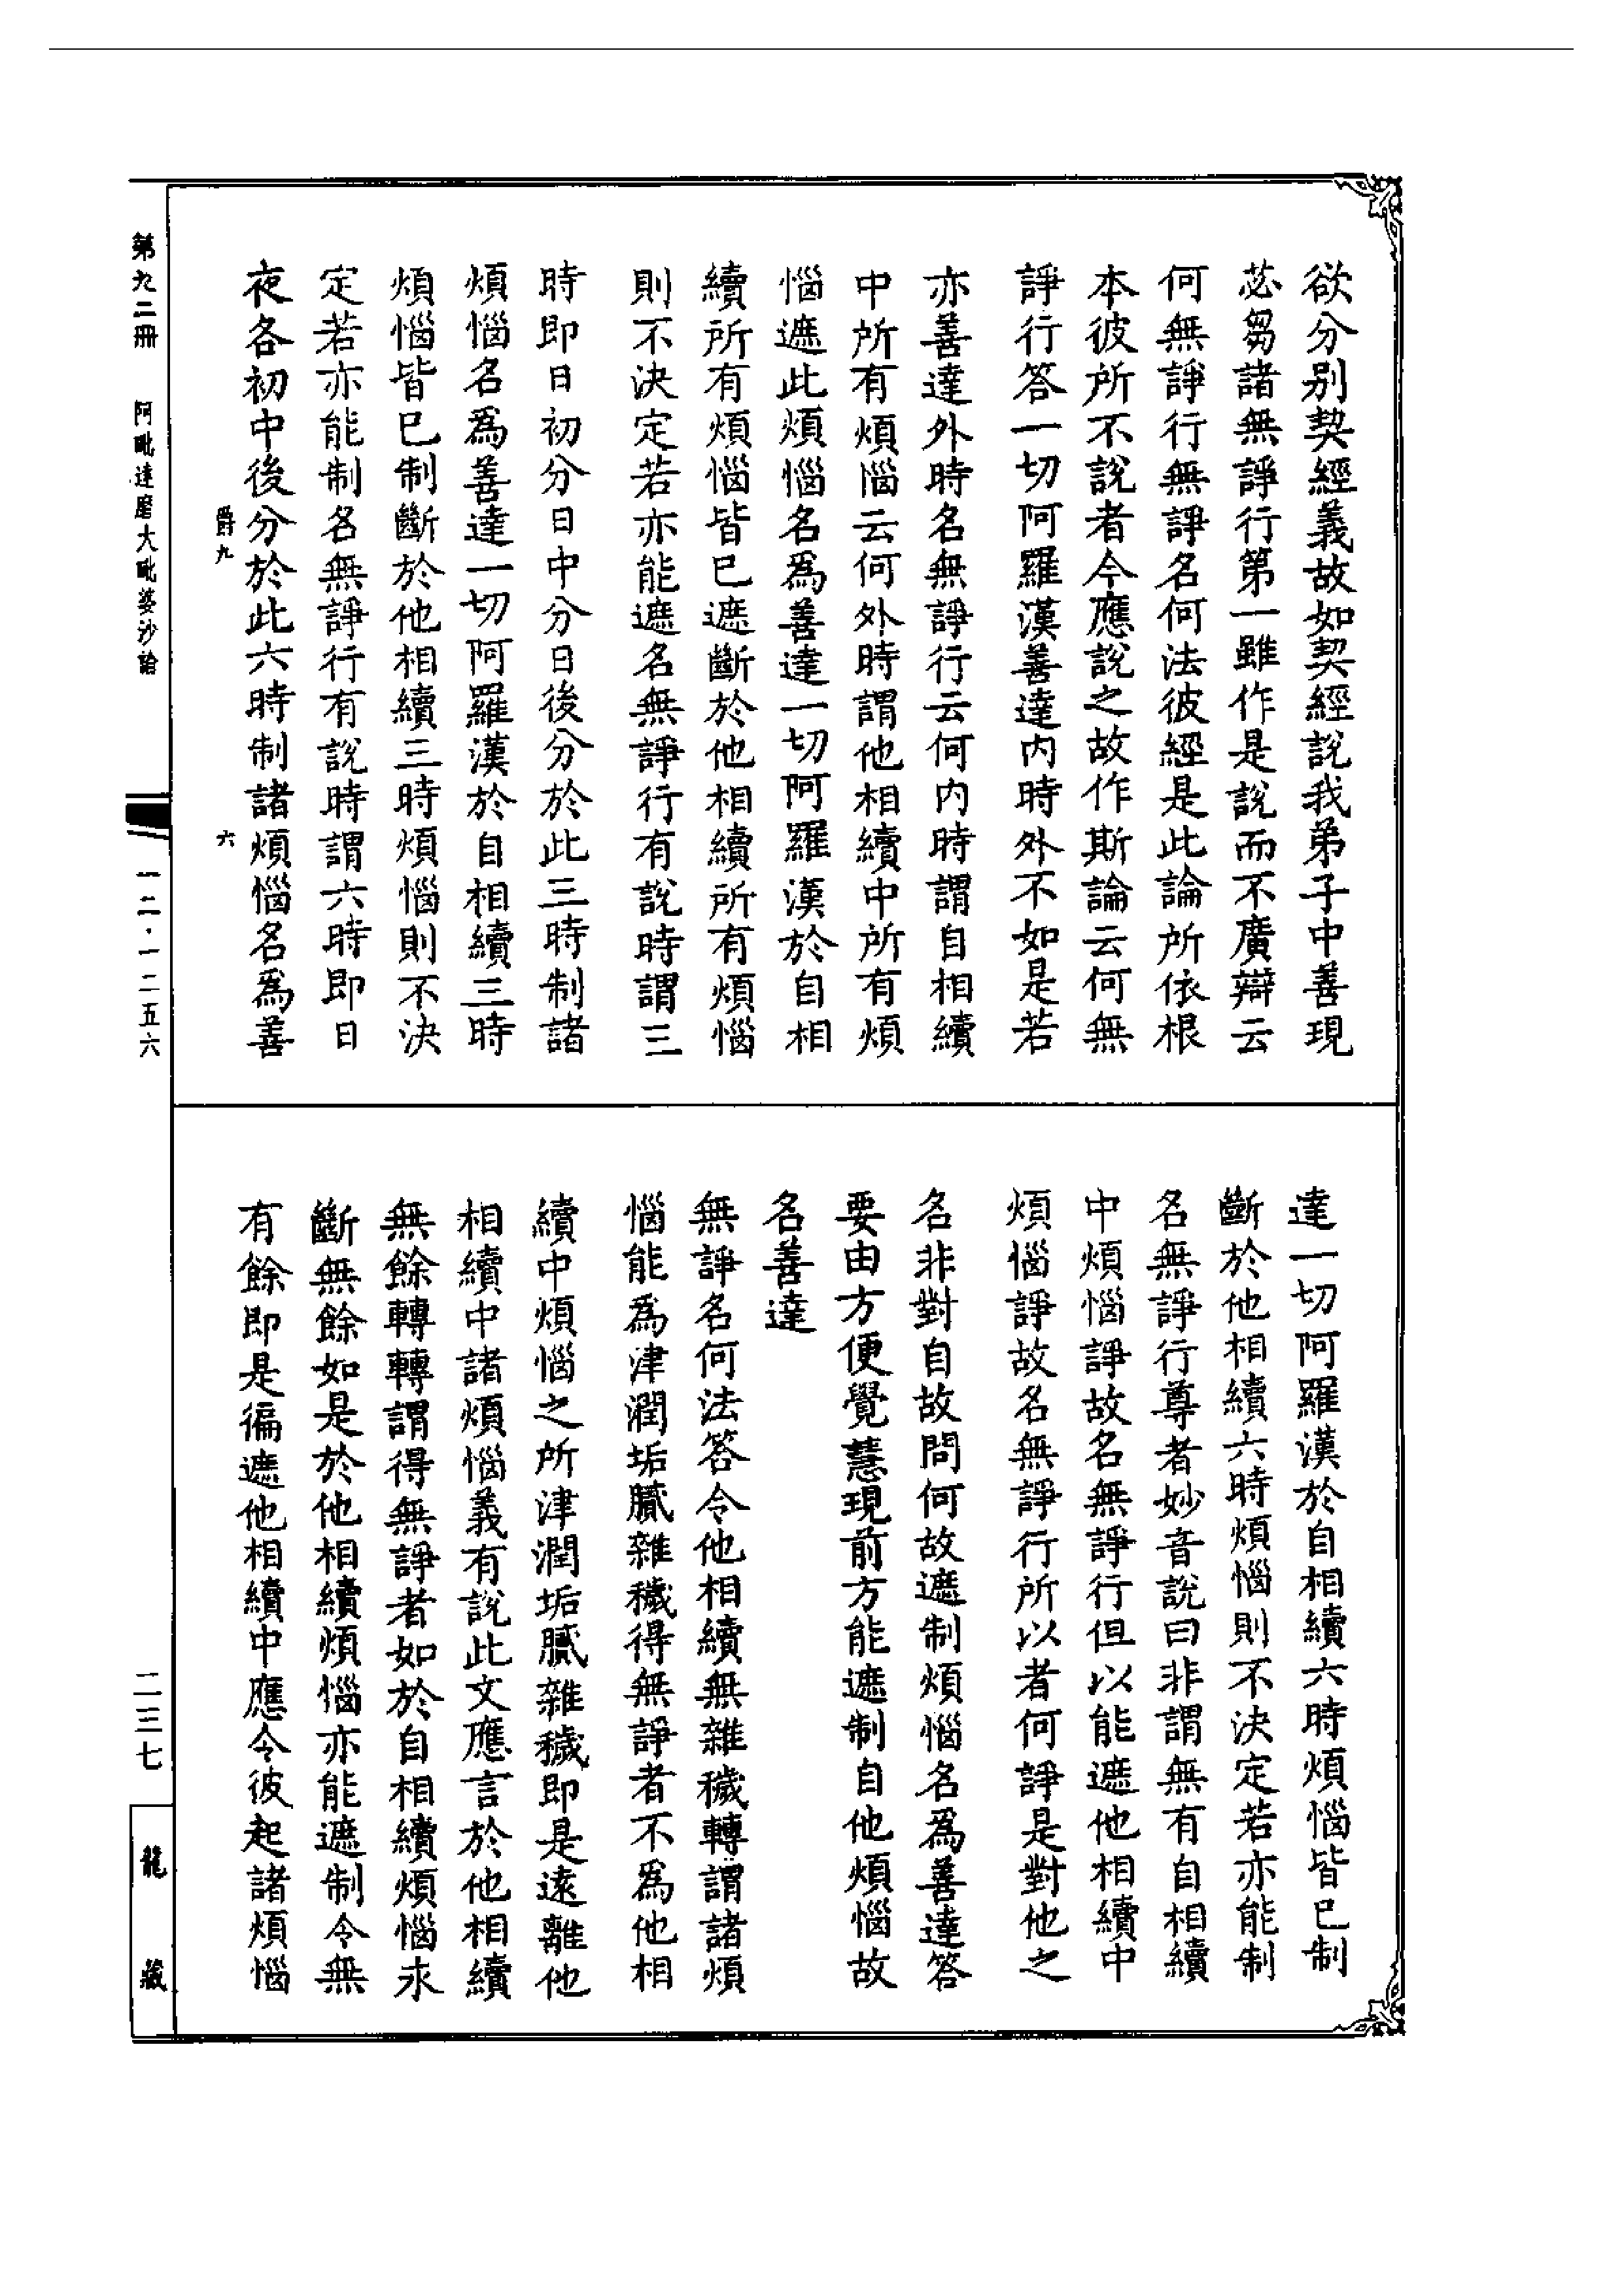 欲分別契經義故如契經說我弟子中善現
苾芻諸無諍行第一雖作是說而不廣辯云
何無諍行無諍名何法彼經是此論所依根
本彼所不說者今應說之故作斯論云何無
諍行答一切阿羅漢善達內時外不如是若
亦善達外時名無諍行云何內時謂自相續
中所有煩惱云何外時謂他相續中所有煩
惱遮此煩惱名爲善達一切阿羅漢於自相
續所有煩惱皆已遮斷於他相續所有煩惱
則不決定若亦能遮名無諍行有說時謂三
時即日初分日中分日後分於此三時制諸
煩惱名爲善達一切阿羅漢於自相續三時
煩惱皆已制斷於他相續三時煩惱則不決
定若亦能制名無諍行有說時謂六時即日
夜各初中後分於此六時制諸煩惱名爲善
爵九 六
達一切阿羅漢於自相續六時煩惱皆已制
斷於他相續六時煩惱則不決定若亦能制
名無諍行尊者妙音說曰非謂無有自相續
中煩惱諍故名無諍行但以能遮他相續中
煩惱諍故名無諍行所以者何諍是對他之
名非對自故問何故遮制煩惱名爲善達答
要由方便覺慧現前方能遮制自他煩惱故
名善達
無諍名何法答令他相續無雜穢轉謂諸煩
惱能爲津潤垢膩雜穢得無諍者不爲他相
續中煩惱之所津潤垢膩雜穢即是遠離他
相續中諸煩惱義有說此文應言於他相續
無餘轉轉謂得無諍者如於自相續煩惱求
斷無餘如是於他相續煩惱亦能遮制令無
有餘即是徧遮他相續中應令彼起諸煩惱
第九二冊 阿毗達磨大毗婆沙論
一二·一二五六
二三七
龍藏